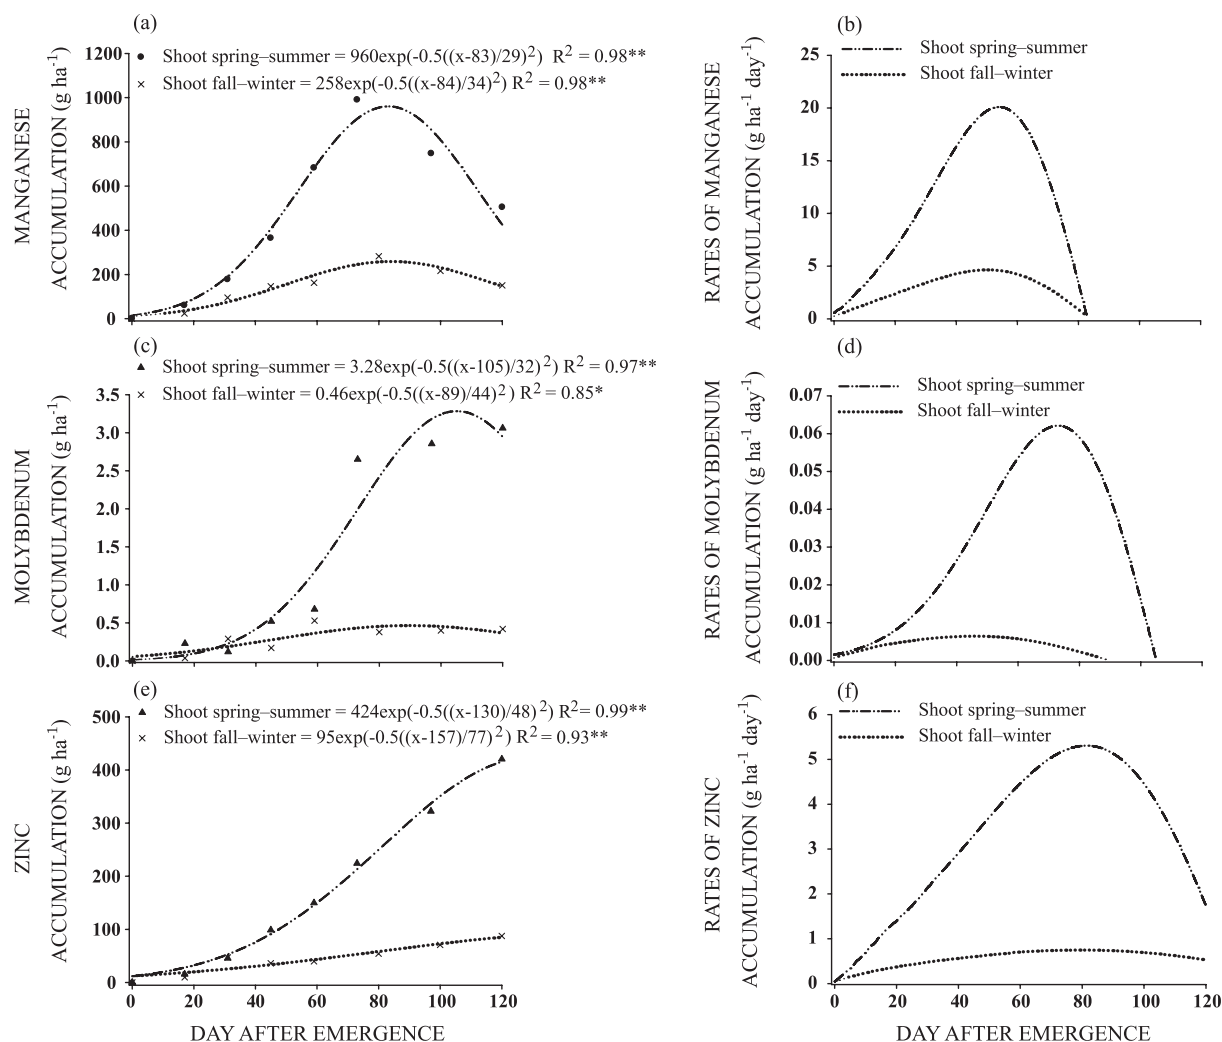 (a)
Shoot spring–summer = 960exp(-0.5((x-83)/29)²) R² = 0.98**
Shoot fall–winter = 258exp(-0.5((x-84)/34)²) R² = 0.98**
1200
1000
800
600
400
200
0
MANGANESE
ACCUMULATION (g ha⁻¹)
(b)
Shoot spring–summer
Shoot fall–winter
25
20
15
10
5
0
RATES OF MANGANESE
ACCUMULATION (g ha⁻¹ day⁻¹)
(c)
Shoot spring–summer = 3.28exp(-0.5((x-105)/32)²) R² = 0.97**
Shoot fall–winter = 0.46exp(-0.5((x-89)/44)²) R² = 0.85*
3.5
3.0
2.5
2.0
1.5
1.0
0.5
0.0
MOLYBDENUM
ACCUMULATION (g ha⁻¹)
(d)
Shoot spring–summer
Shoot fall–winter
0.07
0.06
0.05
0.04
0.03
0.02
0.01
0.00
RATES OF MOLYBDENUM
ACCUMULATION (g ha⁻¹ day⁻¹)
(e)
Shoot spring–summer = 424exp(-0.5((x-130)/48)²) R² = 0.99**
Shoot fall–winter = 95exp(-0.5((x-157)/77)²) R² = 0.93**
500
400
300
200
100
0
ZINC
ACCUMULATION (g ha⁻¹)
0 20 40 60 80 100 120
DAY AFTER EMERGENCE
(f)
Shoot spring–summer
Shoot fall–winter
6
5
4
3
2
1
0
RATES OF ZINC
ACCUMULATION (g ha⁻¹ day⁻¹)
0 20 40 60 80 100 120
DAY AFTER EMERGENCE